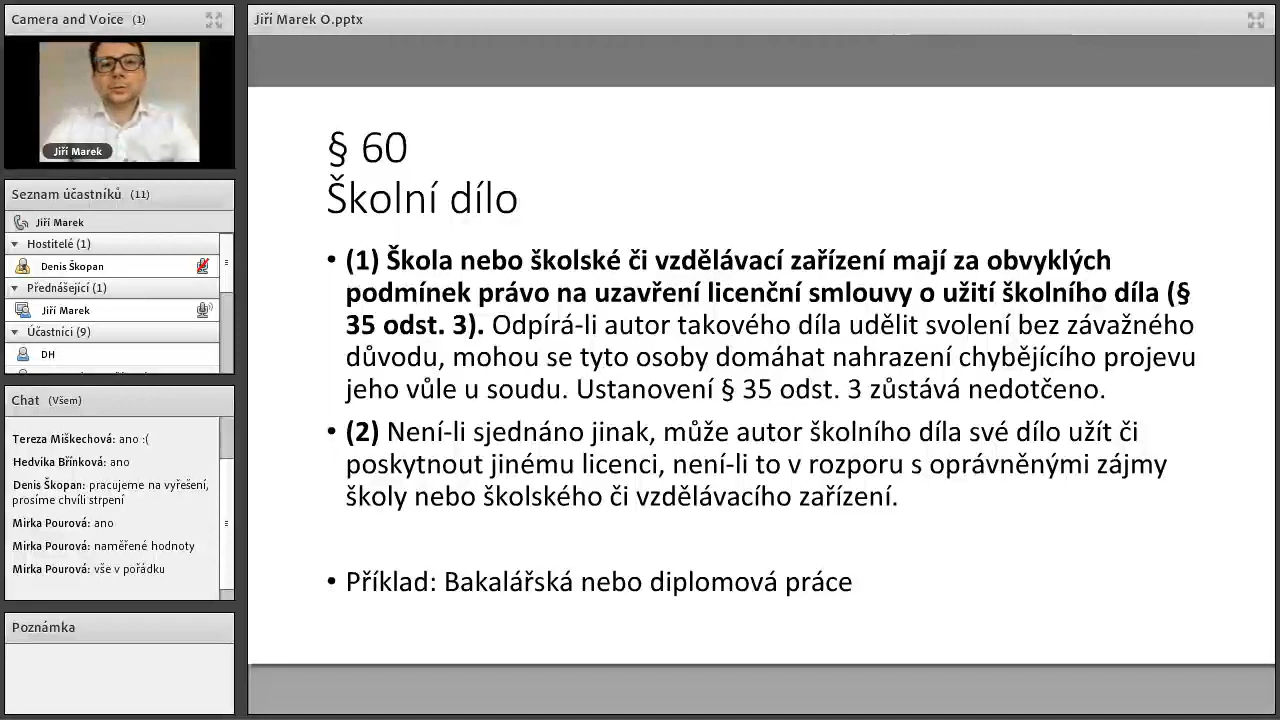 Camera and Voice (1)
Jiří Marek
Seznam účastníků (11)
Jiří Marek
Hostitelé (1)
Denis Škopan
Přednášející (1)
Jiří Marek
Účastníci (9)
DH
Chat (Všem)
Tereza Miškechová: ano :(
Hedvika Břínková: ano
Denis Škopan: pracujeme na vyřešení,
prosíme chvíli strpení
Mirka Pourová: ano
Mirka Pourová: naměřené hodnoty
Mirka Pourová: vše v pořádku
Poznámka
Jiří Marek O.pptx
§ 60
Školní dílo
• (1) Škola nebo školské či vzdělávací zařízení mají za obvyklých
podmínek právo na uzavření licenční smlouvy o užití školního díla (§
35 odst. 3). Odpírá-li autor takového díla udělit svolení bez závažného
důvodu, mohou se tyto osoby domáhat nahrazení chybějícího projevu
jeho vůle u soudu. Ustanovení § 35 odst. 3 zůstává nedotčeno.
• (2) Není-li sjednáno jinak, může autor školního díla své dílo užít či
poskytnout jinému licenci, není-li to v rozporu s oprávněnými zájmy
školy nebo školského či vzdělávacího zařízení.
• Příklad: Bakalářská nebo diplomová práce